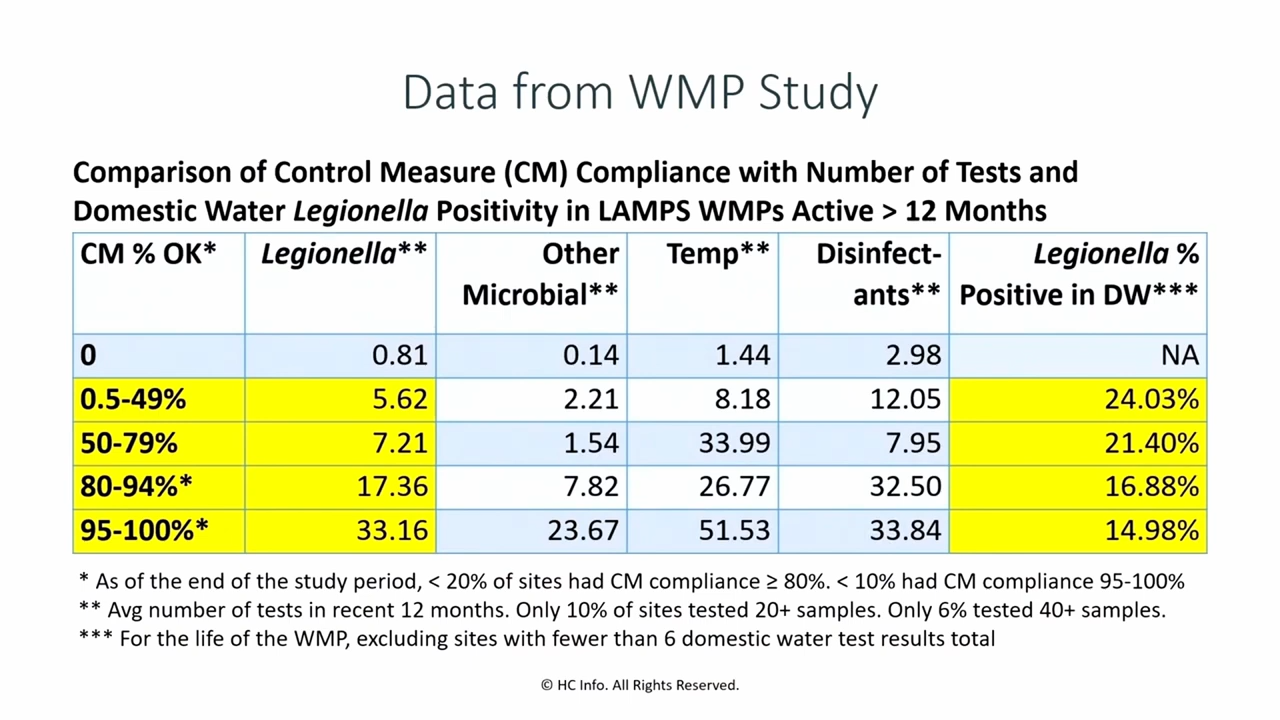 Data from WMP Study
Comparison of Control Measure (CM) Compliance with Number of Tests and
Domestic Water Legionella Positivity in LAMPS WMPs Active > 12 Months
CM % OK* Legionella** Other Microbial** Temp** Disinfect-ants** Legionella % Positive in DW***
0 0.81 0.14 1.44 2.98 NA
0.5-49% 5.62 2.21 8.18 12.05 24.03%
50-79% 7.21 1.54 33.99 7.95 21.40%
80-94%* 17.36 7.82 26.77 32.50 16.88%
95-100%* 33.16 23.67 51.53 33.84 14.98%
* As of the end of the study period, < 20% of sites had CM compliance ≥ 80%. < 10% had CM compliance 95-100%
** Avg number of tests in recent 12 months. Only 10% of sites tested 20+ samples. Only 6% tested 40+ samples.
*** For the life of the WMP, excluding sites with fewer than 6 domestic water test results total
© HC Info. All Rights Reserved.